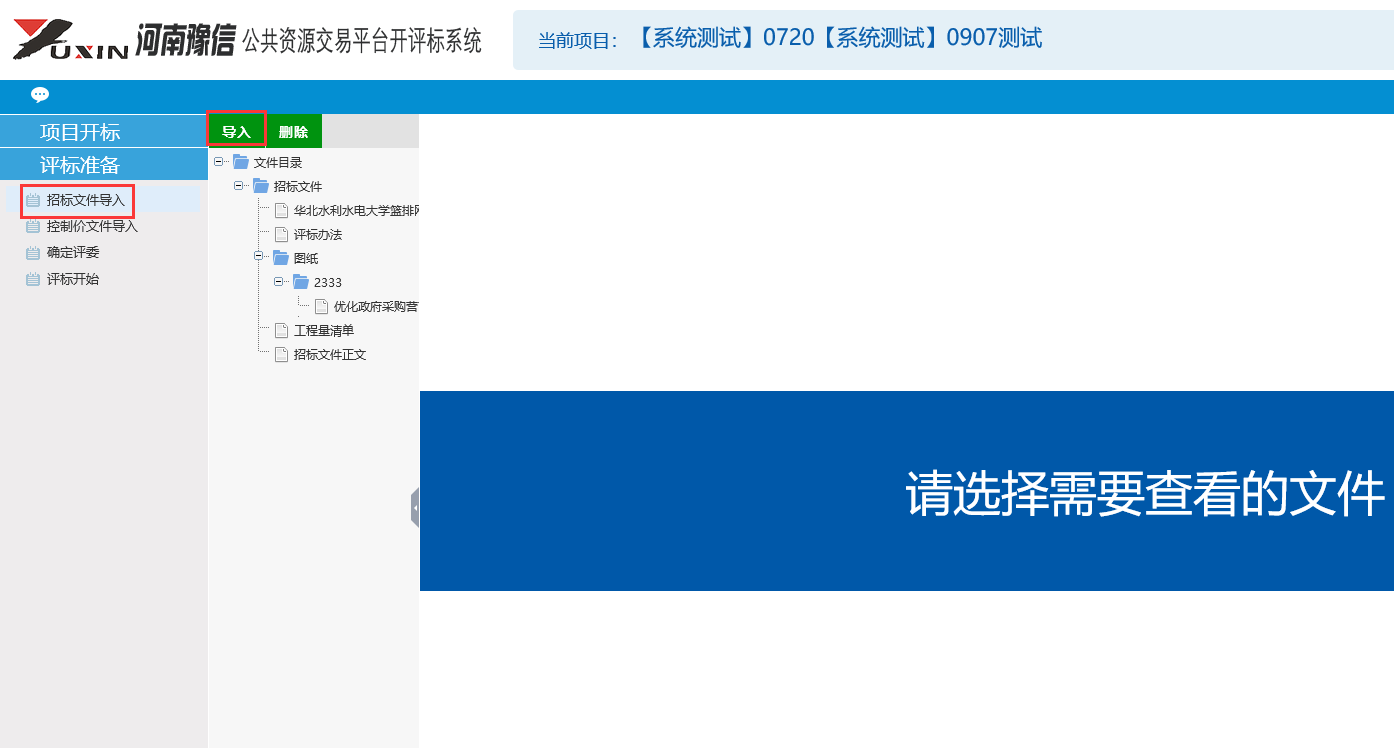 YUXIN 河南豫信 公共资源交易平台开评标系统
当前项目： 【系统测试】0720【系统测试】0907测试
项目开标
评标准备
招标文件导入
控制价文件导入
确定评委
评标开始
导入 删除
文件目录
招标文件
华北水利水电大学篮排
评标办法
图纸
2333
优化政府采购营
工程量清单
招标文件正文
请选择需要查看的文件